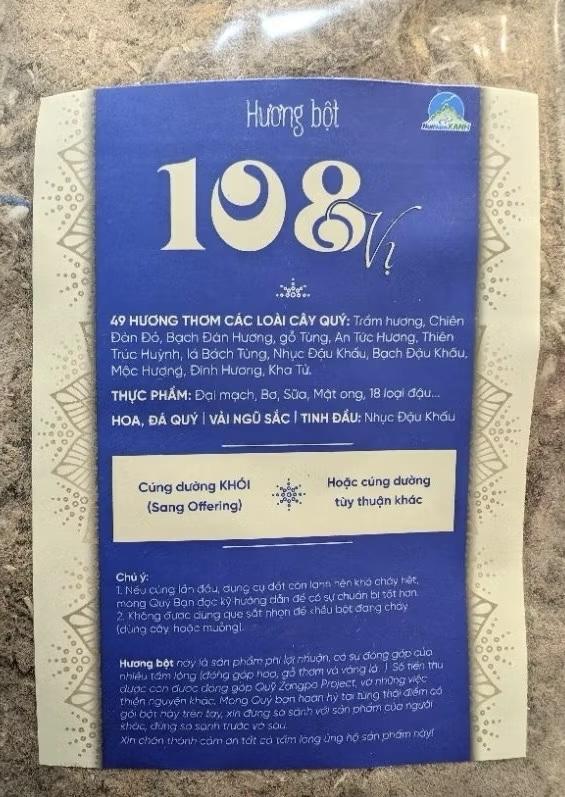 Hương bột
NúiXanh XANH
108
Vị
49 HƯƠNG THƠM CÁC LOÀI CÂY QUÝ: Trầm hương, Chiên
Đàn Đỏ, Bạch Đàn Hương, gỗ Tùng, An Tức Hương, Thiên
Trúc Huỳnh, lá Bách Tùng, Nhục Đậu Khấu, Bạch Đậu Khấu,
Mộc Hương, Đinh Hương, Kha Tử.
THỰC PHẨM: Đại mạch, Bơ, Sữa, Mật ong, 18 loại đậu...
HOA, ĐÁ QUÝ | VẢI NGŨ SẮC | TINH DẦU: Nhục Đậu Khấu
Cúng dường KHÓI
(Sang Offering)
Hoặc cúng dường
tùy thuận khác
Chú ý:
1. Nếu cúng lần đầu, dụng cụ đốt còn lạnh nên khó cháy hết,
mong Quý Bạn đọc kỹ hướng dẫn để có sự chuẩn bị tốt hơn.
2. Không được dùng que sắt nhọn để khều bột đang cháy
(dùng cây hoặc muỗng).
Hương bột này là sản phẩm phi lợi nhuận, có sự đóng góp của
nhiều tấm lòng (đóng góp hoa, gỗ thơm và vàng lá...). Số tiền thu
được còn được đóng góp Quỹ Zangpo Project, và những việc
thiện nguyện khác. Mong Quý bạn hoan hỷ tại từng thời điểm có
gói bột này trên tay, xin đừng so sánh với sản phẩm của người
khác, đừng so sánh trước và sau.
Xin chân thành cảm ơn tất cả tấm lòng ủng hộ sản phẩm này!